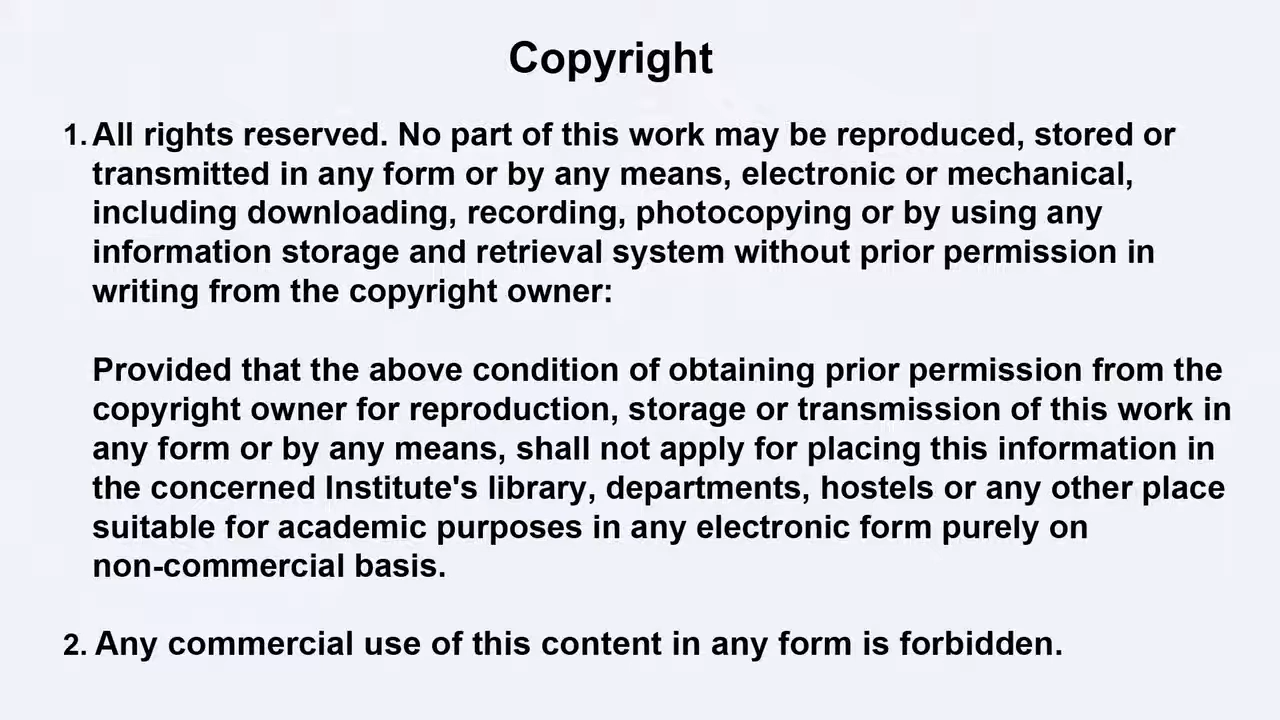 Copyright
1. All rights reserved. No part of this work may be reproduced, stored or
transmitted in any form or by any means, electronic or mechanical,
including downloading, recording, photocopying or by using any
information storage and retrieval system without prior permission in
writing from the copyright owner:
Provided that the above condition of obtaining prior permission from the
copyright owner for reproduction, storage or transmission of this work in
any form or by any means, shall not apply for placing this information in
the concerned Institute's library, departments, hostels or any other place
suitable for academic purposes in any electronic form purely on
non-commercial basis.
2. Any commercial use of this content in any form is forbidden.